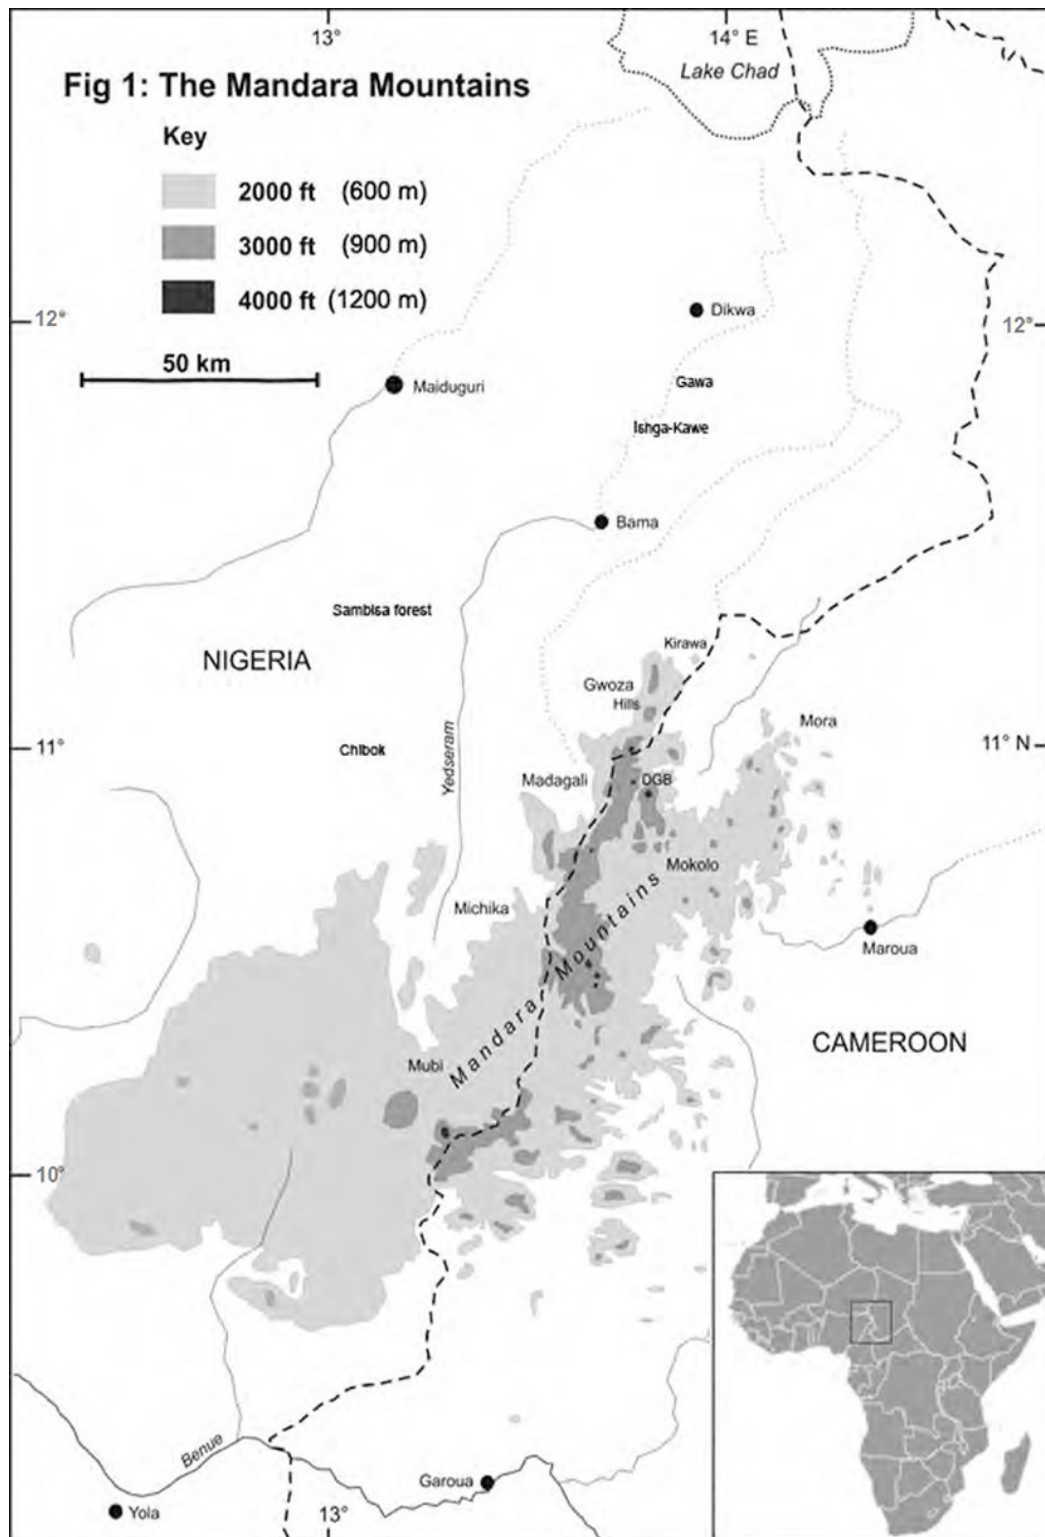 13°
14° E
Lake Chad
Fig 1: The Mandara Mountains
Key
2000 ft (600 m)
3000 ft (900 m)
4000 ft (1200 m)
12°
12°
Dikwa
50 km
Maiduguri
Gawa
Ishga-Kawe
Bama
Sambisa forest
NIGERIA
Kirawa
Gwoza
Hills
Mora
11°
11° N
Chibok
Yedseram
Madagali
DGB
Mokolo
Michika
Maroua
Mandara Mountains
CAMEROON
Mubi
10°
Benue
Garoua
Yola
13°